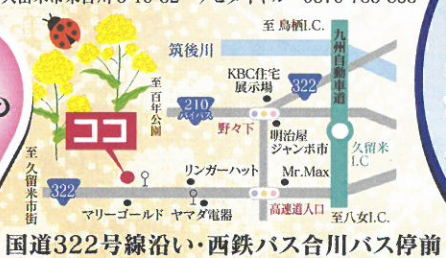 至 鳥栖I.C.
筑後川
九州自動車道
KBC住宅
展示場
322
至 百年公園
210
バイパス
野々下
明治屋
ジャンボ市
久留米
I.C
ココ
至 久留米市街
リンガーハット
Mr.Max
322
マリーゴールド ヤマダ電器
高速道入口
至八女I.C.
国道322号線沿い・西鉄バス合川バス停前